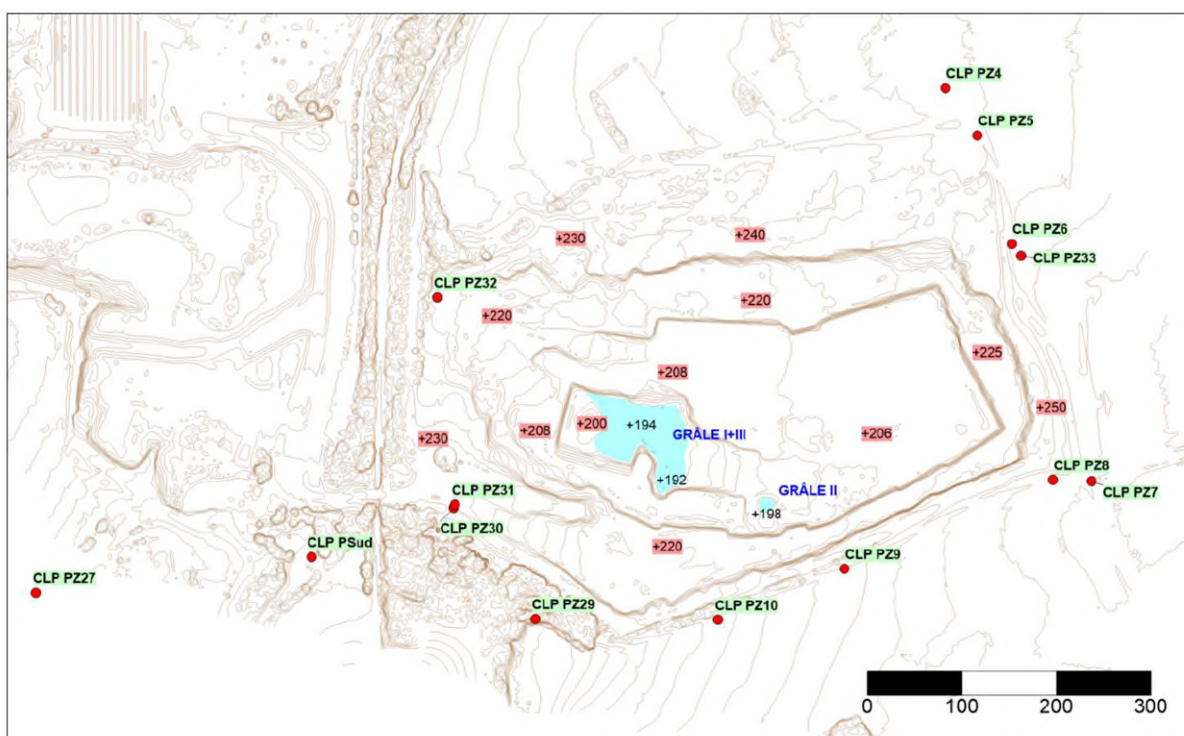 CLP PZ4
CLP PZ5
CLP PZ6
CLP PZ33
+230
+240
CLP PZ32
+220
+220
+225
+208
+250
+200
+194
GRÂLE I+III
+208
+206
+230
+192
CLP PZ8
CLP PZ7
GRÂLE II
+198
CLP PZ31
CLP PZ30
CLP PSud
+220
CLP PZ9
CLP PZ27
CLP PZ29
CLP PZ10
0 100 200 300